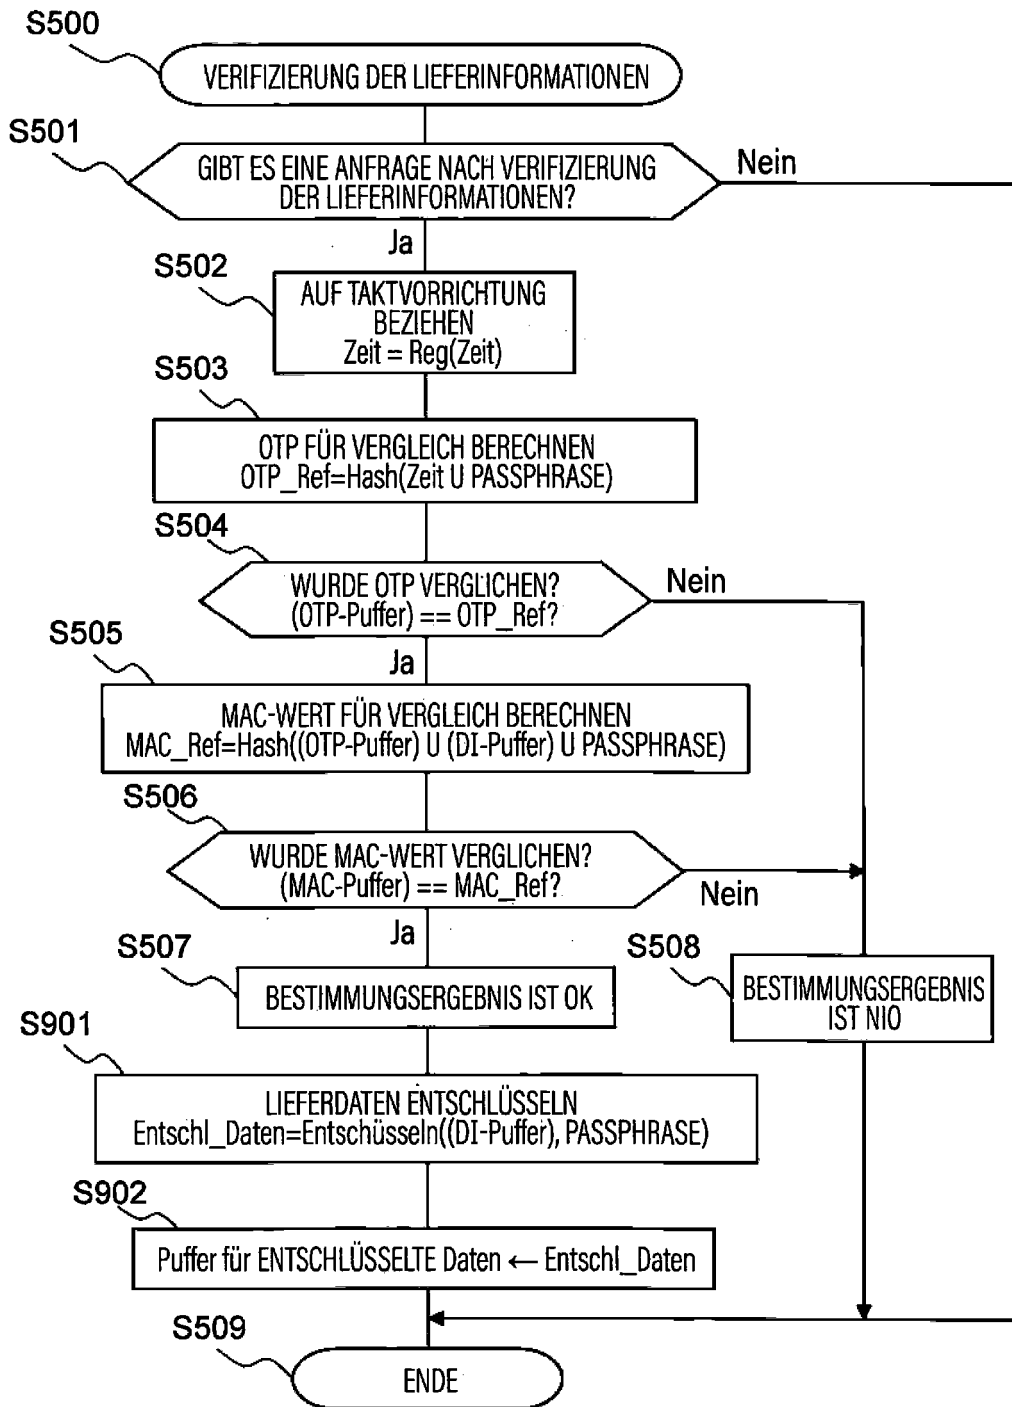 S500
VERIFIZIERUNG DER LIEFERINFORMATIONEN
S501
GIBT ES EINE ANFRAGE NACH VERIFIZIERUNG
DER LIEFERINFORMATIONEN?
Nein
Ja
S502
AUF TAKTVORRICHTUNG
BEZIEHEN
Zeit = Reg(Zeit)
S503
OTP FÜR VERGLEICH BERECHNEN
OTP_Ref=Hash(Zeit U PASSPHRASE)
S504
WURDE OTP VERGLICHEN?
(OTP-Puffer) == OTP_Ref?
Nein
Ja
S505
MAC-WERT FÜR VERGLEICH BERECHNEN
MAC_Ref=Hash((OTP-Puffer) U (DI-Puffer) U PASSPHRASE)
S506
WURDE MAC-WERT VERGLICHEN?
(MAC-Puffer) == MAC_Ref?
Nein
Ja
S507
BESTIMMUNGSERGEBNIS IST OK
S508
BESTIMMUNGSERGEBNIS
IST NIO
S901
LIEFERDATEN ENTSCHLÜSSELN
Entschl_Daten=Entschüsseln((DI-Puffer), PASSPHRASE)
S902
Puffer für ENTSCHLÜSSELTE Daten ← Entschl_Daten
S509
ENDE